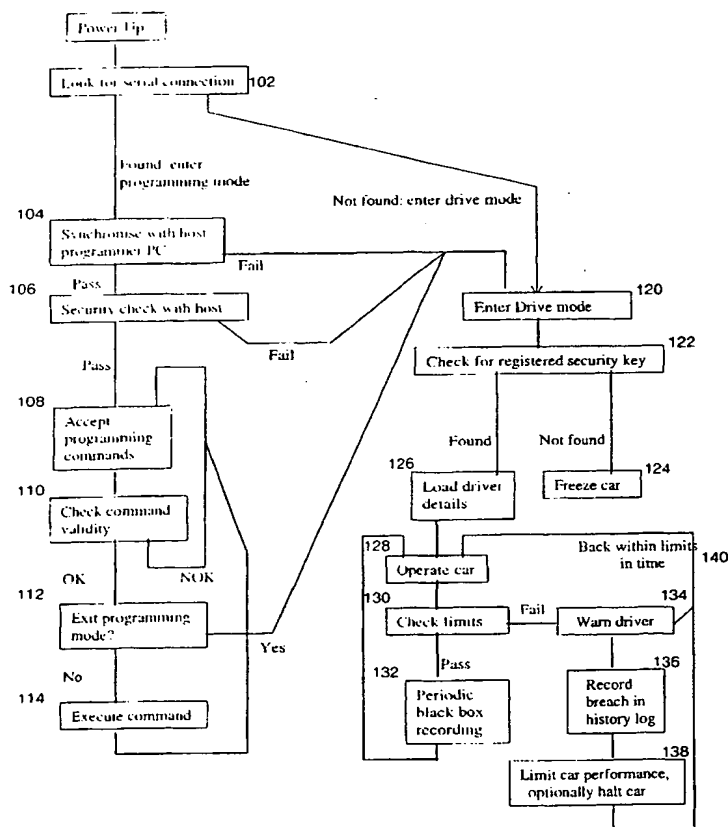 Power Up
Look for serial connection
102
Found: enter
programming mode
Not found: enter drive mode
104
Synchronise with host
programmer PC
Fail
Pass
106
Security check with host
Fail
Pass
120
Enter Drive mode
122
Check for registered security key
108
Accept
programming
commands
Found
Not found
126
Load driver
details
124
Freeze car
110
Check command
validity
OK
NOK
128
Operate car
Back within limits
in time
140
112
Exit programming
mode?
Yes
130
Check limits
Fail
134
Warn driver
Pass
No
114
Execute command
132
Periodic
black box
recording
136
Record
breach in
history log
138
Limit car performance,
optionally halt car